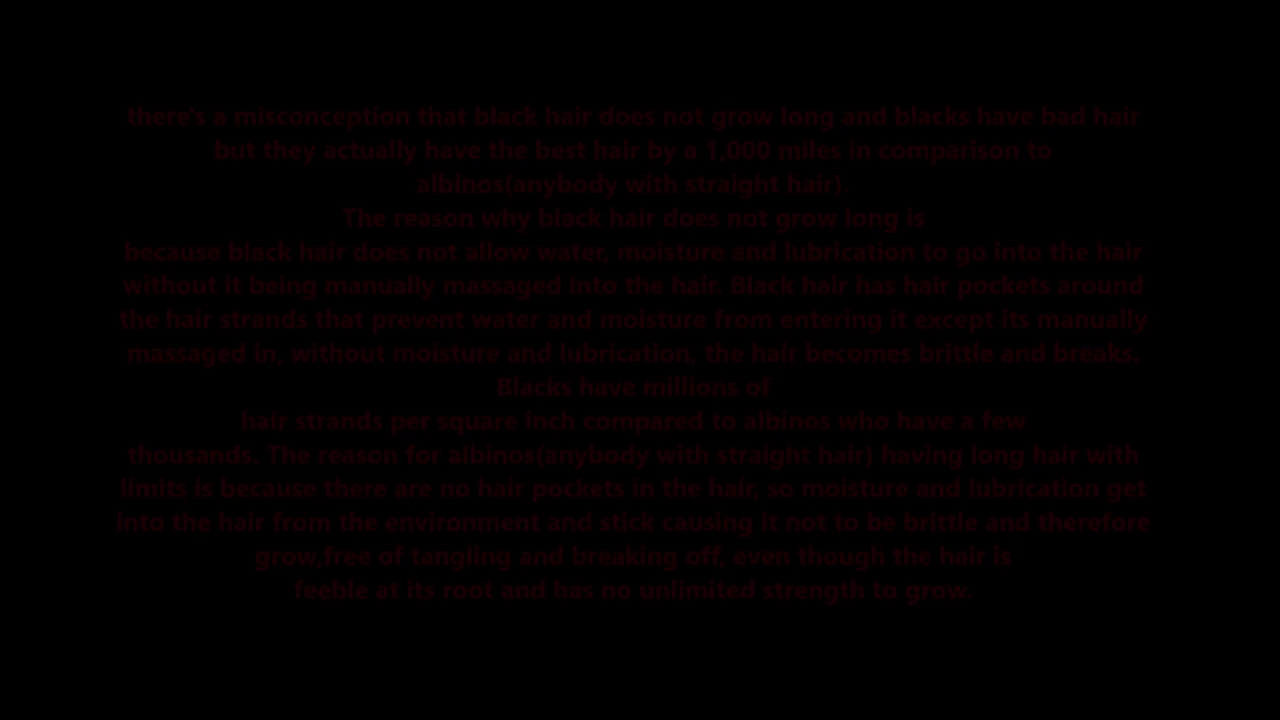 there's a misconception that black hair does not grow long and blacks have bad hair
but they actually have the best hair by a 1,000 miles in comparison to
albinos(anybody with straight hair).
The reason why black hair does not grow long is
because black hair does not allow water, moisture and lubrication to go into the hair
without it being manually massaged into the hair. Black hair has hair pockets around
the hair strands that prevent water and moisture from entering it except its manually
massaged in, without moisture and lubrication, the hair becomes brittle and breaks.
Blacks have millions of
hair strands per square inch compared to albinos who have a few
thousands. The reason for albinos(anybody with straight hair) having long hair with
limits is because there are no hair pockets in the hair, so moisture and lubrication get
into the hair from the environment and stick causing it not to be brittle and therefore
grow,free of tangling and breaking off, even though the hair is
feeble at its root and has no unlimited strength to grow.